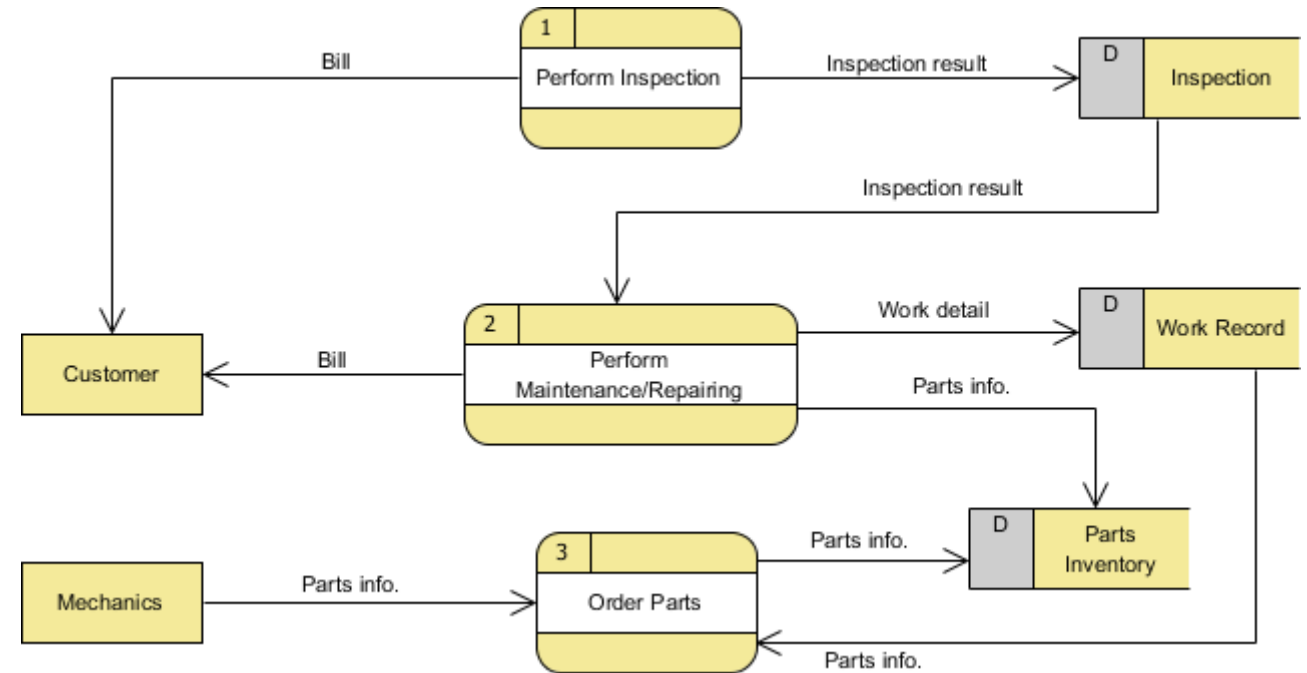 1
Bill
Perform Inspection
Inspection result
D
Inspection
Inspection result
2
Work detail
D
Work Record
Customer
Bill
Perform
Maintenance/Repairing
Parts info.
3
Parts info.
D
Parts
Inventory
Mechanics
Parts info.
Order Parts
Parts info.